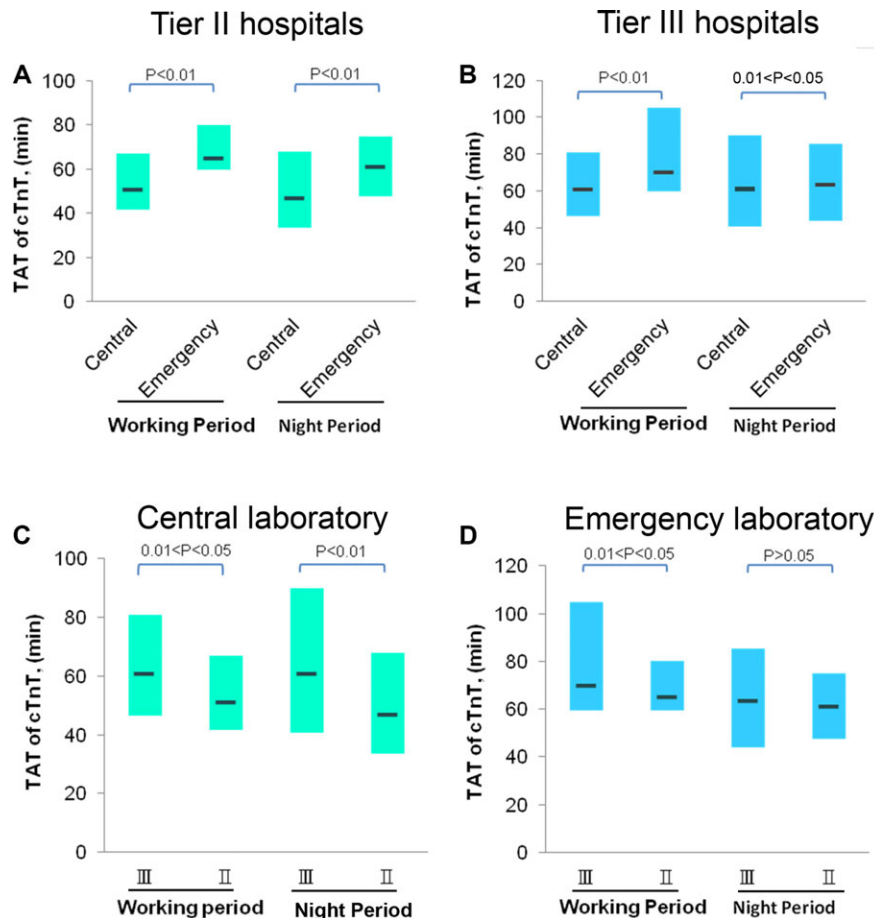 Tier II hospitals
Tier III hospitals
A
P<0.01
P<0.01
TAT of cTnT, (min)
100
80
60
40
20
0
Central
Emergency
Central
Emergency
Working Period
Night Period
B
P<0.01
0.01<P<0.05
TAT of cTnT, (min)
120
100
80
60
40
20
0
Central
Emergency
Central
Emergency
Working Period
Night Period
C
Central laboratory
0.01<P<0.05
P<0.01
TAT of cTnT, (min)
100
80
60
40
20
0
Ⅲ
Ⅱ
Ⅲ
Ⅱ
Working period
Night Period
D
Emergency laboratory
0.01<P<0.05
P>0.05
TAT of cTnT, (min)
120
100
80
60
40
20
0
Ⅲ
Ⅱ
Ⅲ
Ⅱ
Working Period
Night Period